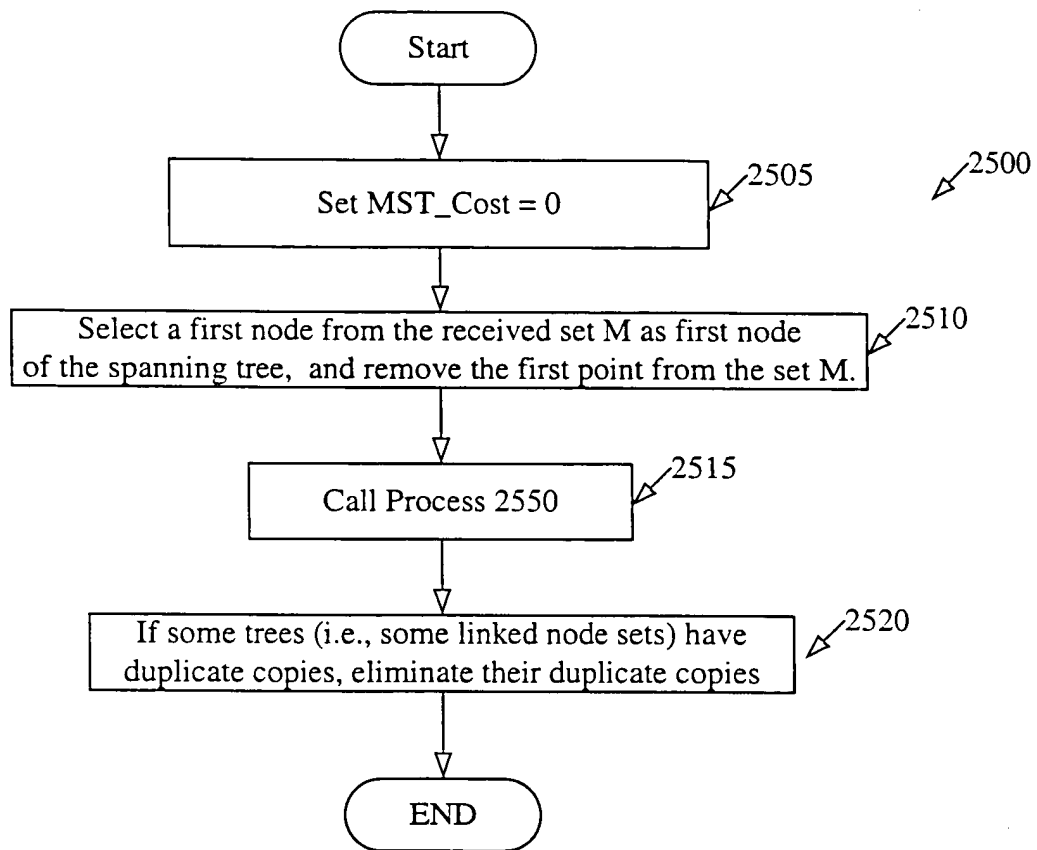 Start
2500
2505
Set MST_Cost = 0
2510
Select a first node from the received set M as first node
of the spanning tree, and remove the first point from the set M.
2515
Call Process 2550
2520
If some trees (i.e., some linked node sets) have
duplicate copies, eliminate their duplicate copies
END